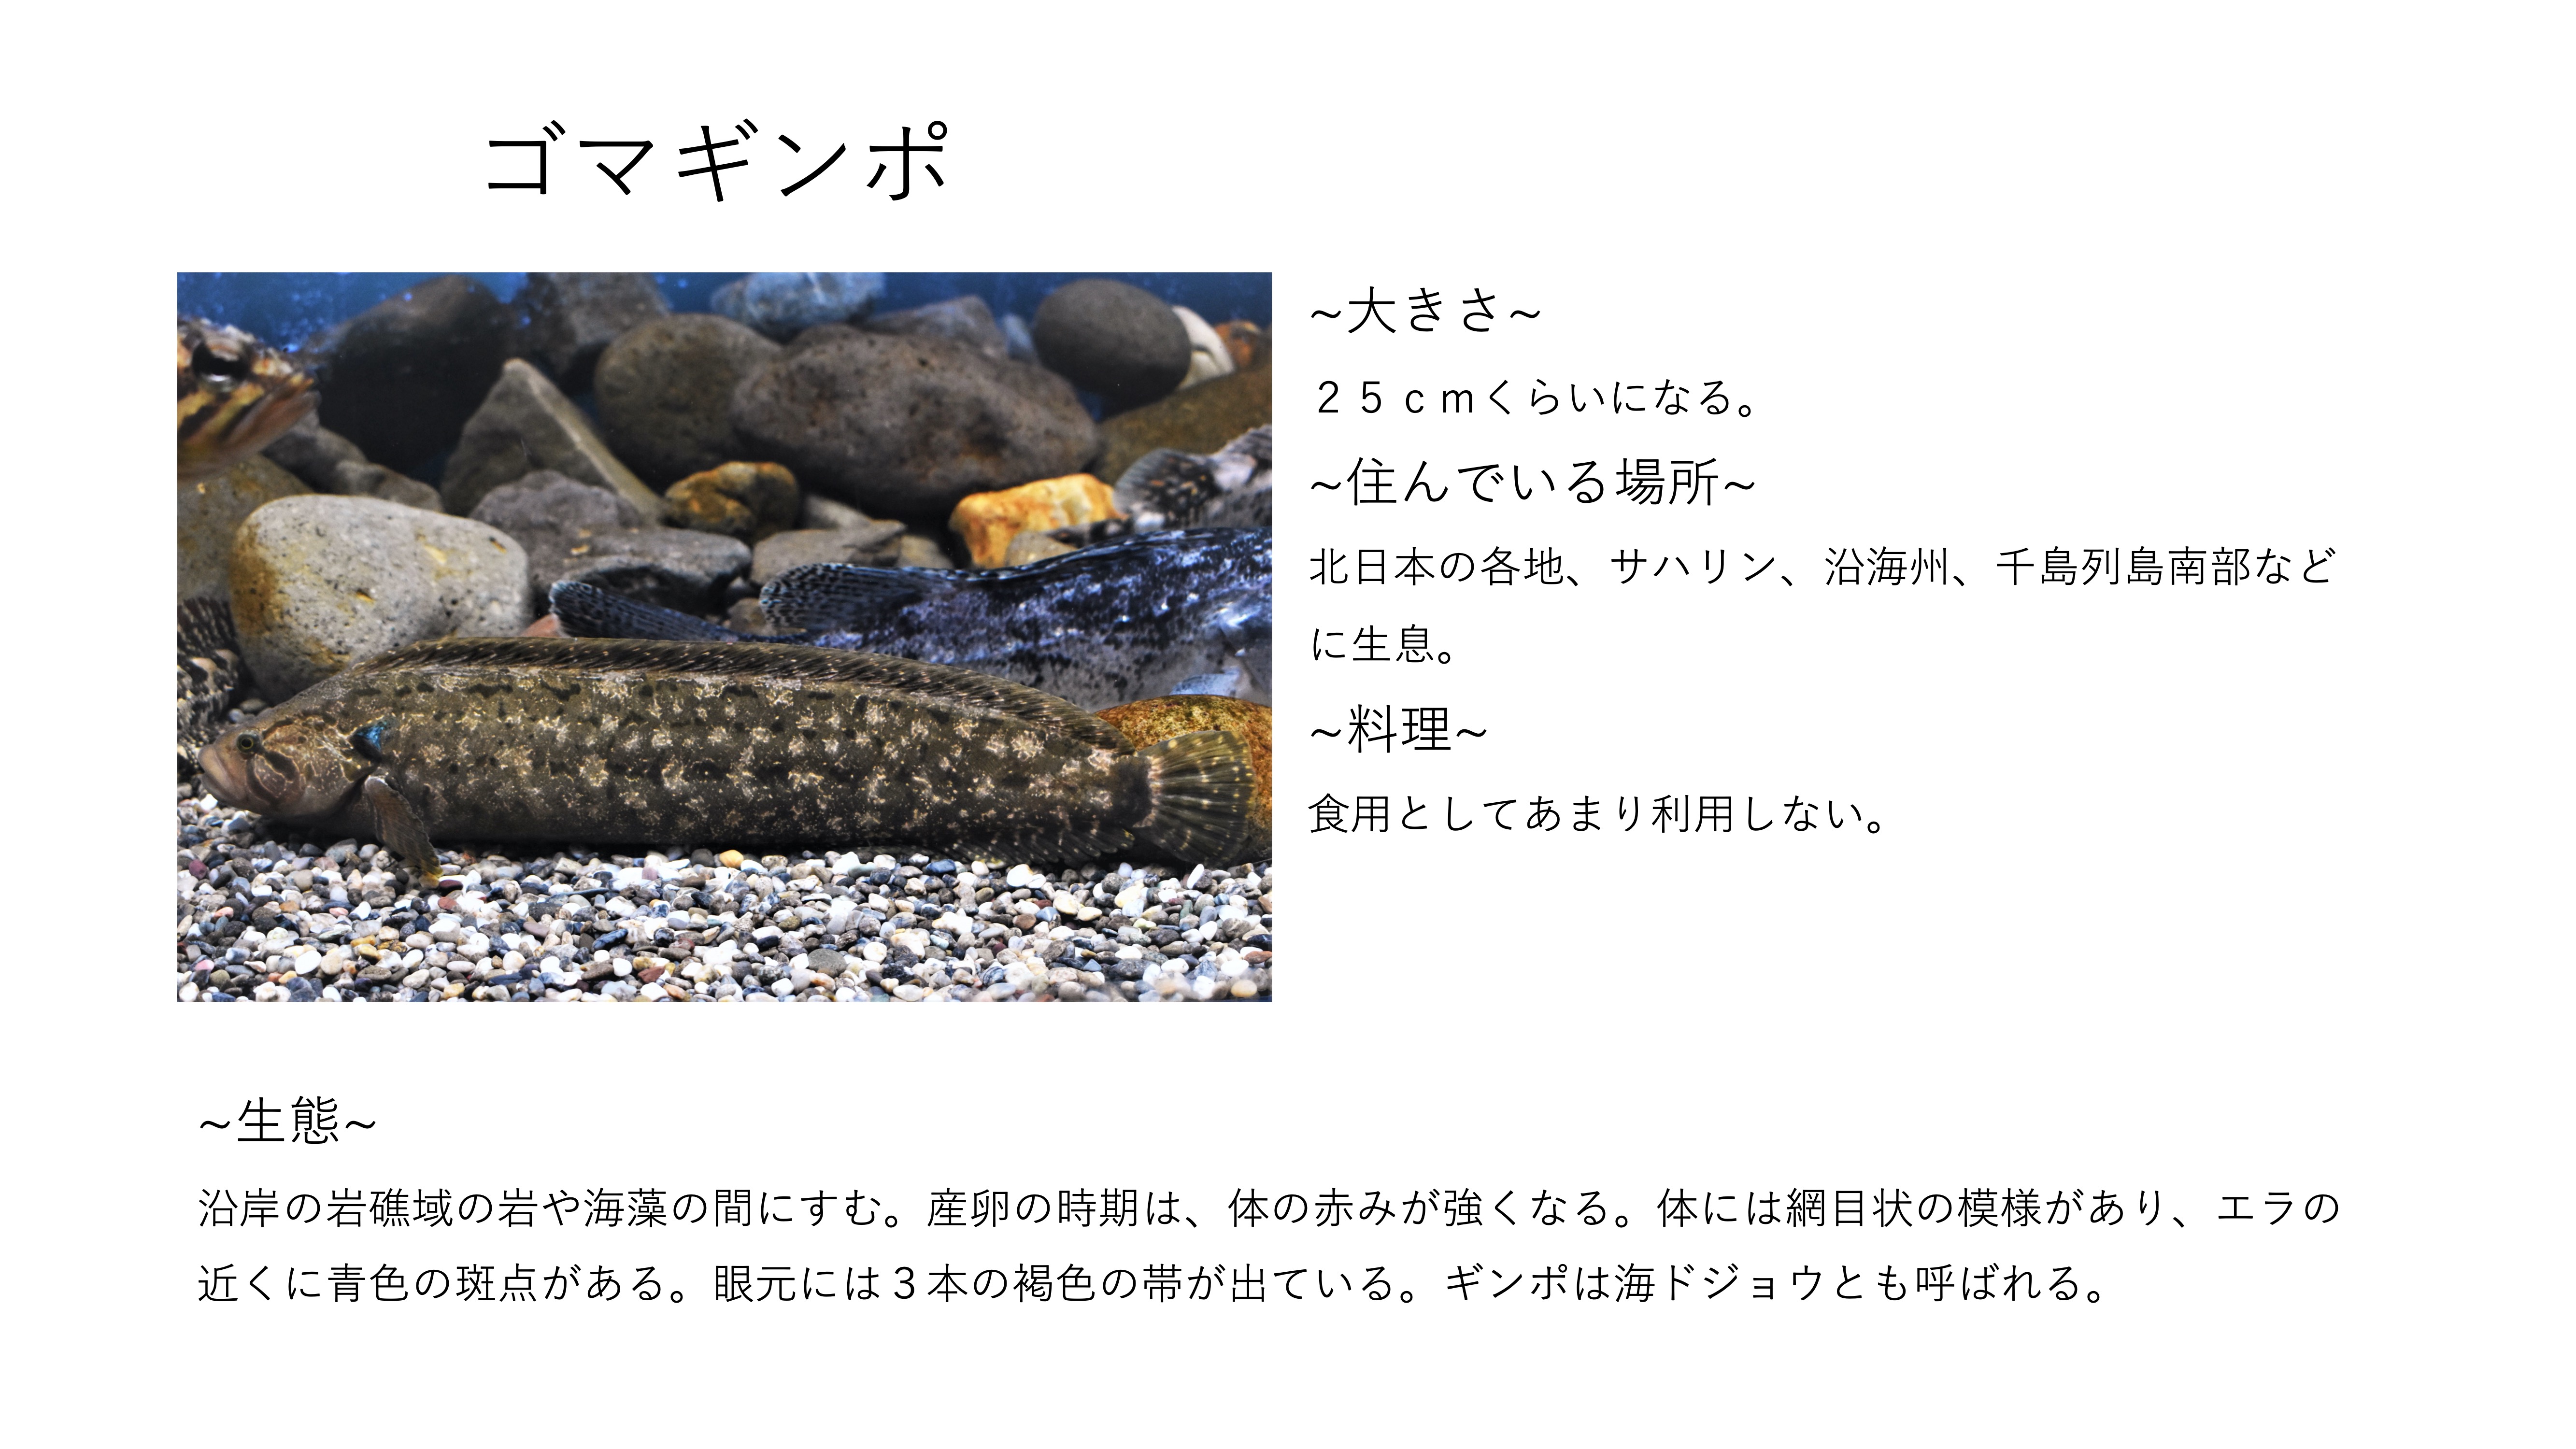 ゴマギンポ
~大きさ~
２５ｃｍくらいになる。
~住んでいる場所~
北日本の各地、サハリン、沿海州、千島列島南部など
に生息。
~料理~
食用としてあまり利用しない。
~生態~
沿岸の岩礁域の岩や海藻の間にすむ。産卵の時期は、体の赤みが強くなる。体には網目状の模様があり、エラの
近くに青色の斑点がある。眼元には３本の褐色の帯が出ている。ギンポは海ドジョウとも呼ばれる。